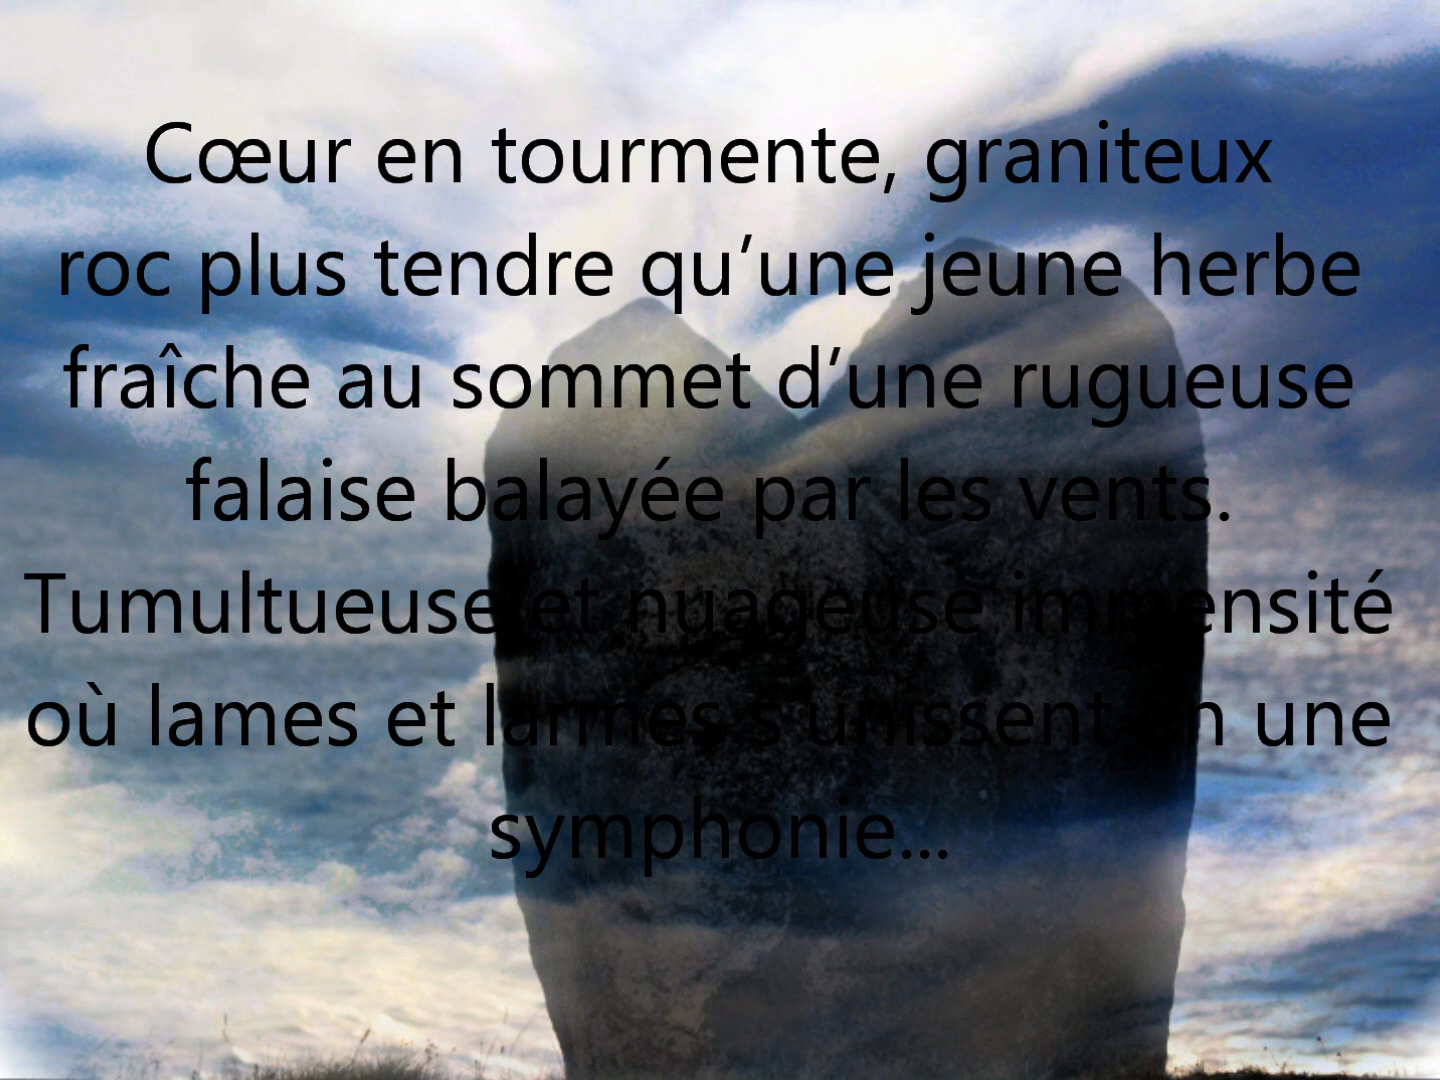 Cœur en tourmente, graniteux
roc plus tendre qu’une jeune herbe
fraîche au sommet d’une rugueuse
falaise balayée par les vents.
Tumultueuse et nuageuse immensité
où lames et larmes s’unissent en une
symphonie...